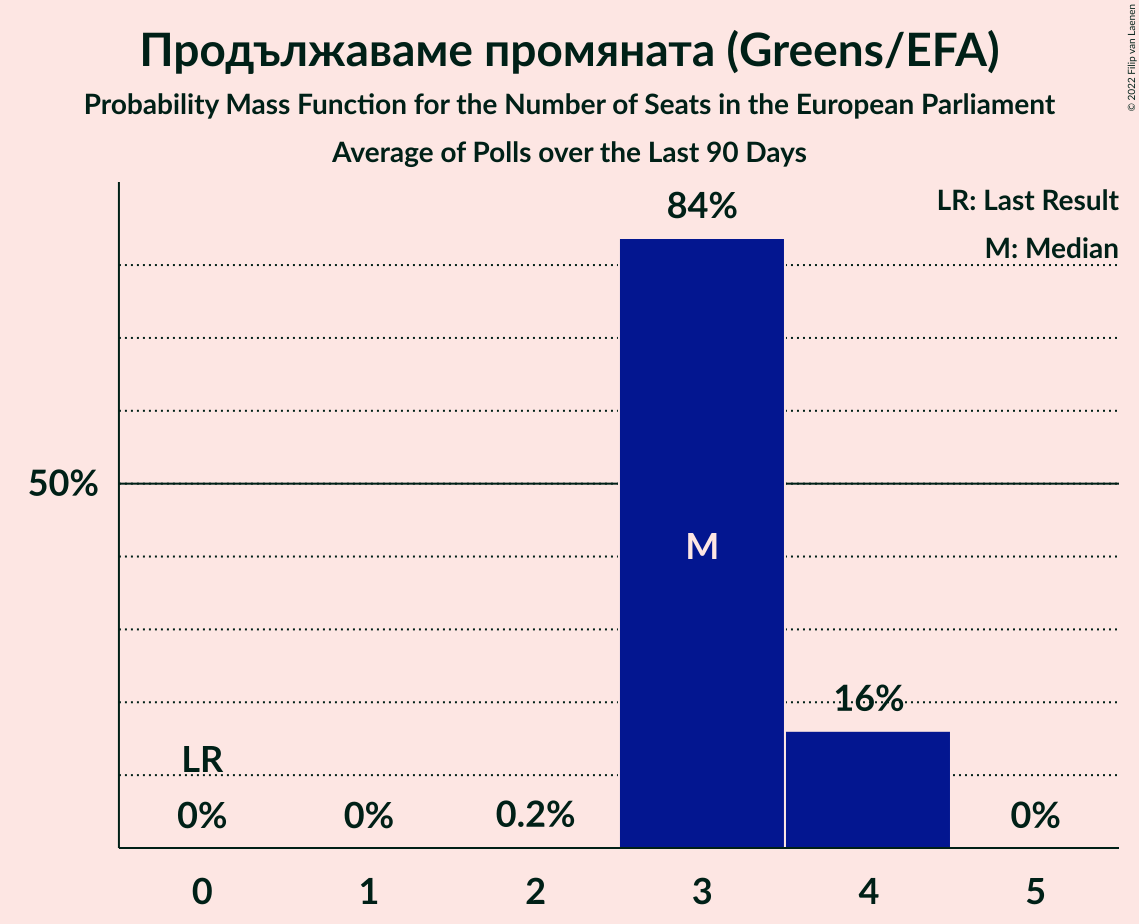 Продължаваме промяната (Greens/EFA)
Probability Mass Function for the Number of Seats in the European Parliament
Average of Polls over the Last 90 Days
© 2022 Filip van Laenen
LR: Last Result
M: Median
84%
50%
M
16%
LR
0%
0%
0.2%
0%
0
1
2
3
4
5